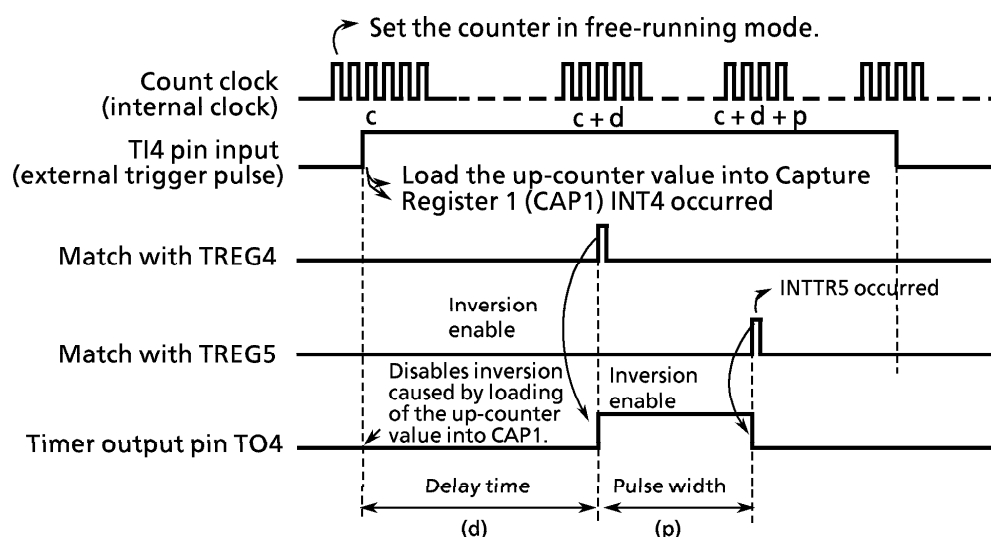 Set the counter in free-running mode.
Count clock
(internal clock)
c
c + d
c + d + p
TI4 pin input
(external trigger pulse)
Load the up-counter value into Capture
Register 1 (CAP1) INT4 occurred
Match with TREG4
INTTR5 occurred
Inversion
enable
Match with TREG5
Disables inversion
caused by loading
of the up-counter
value into CAP1.
Inversion
enable
Timer output pin TO4
Delay time
Pulse width
(d)
(p)